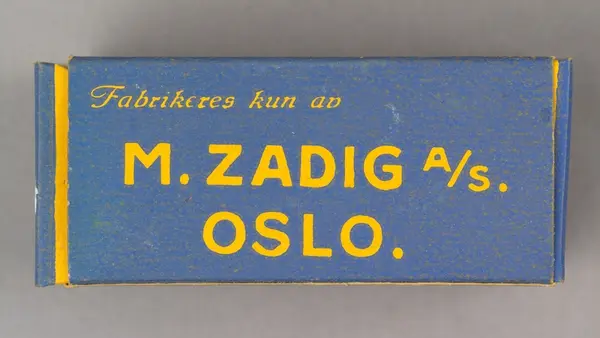 Fabrikeres kun av
M. ZADIG A/S.
OSLO.